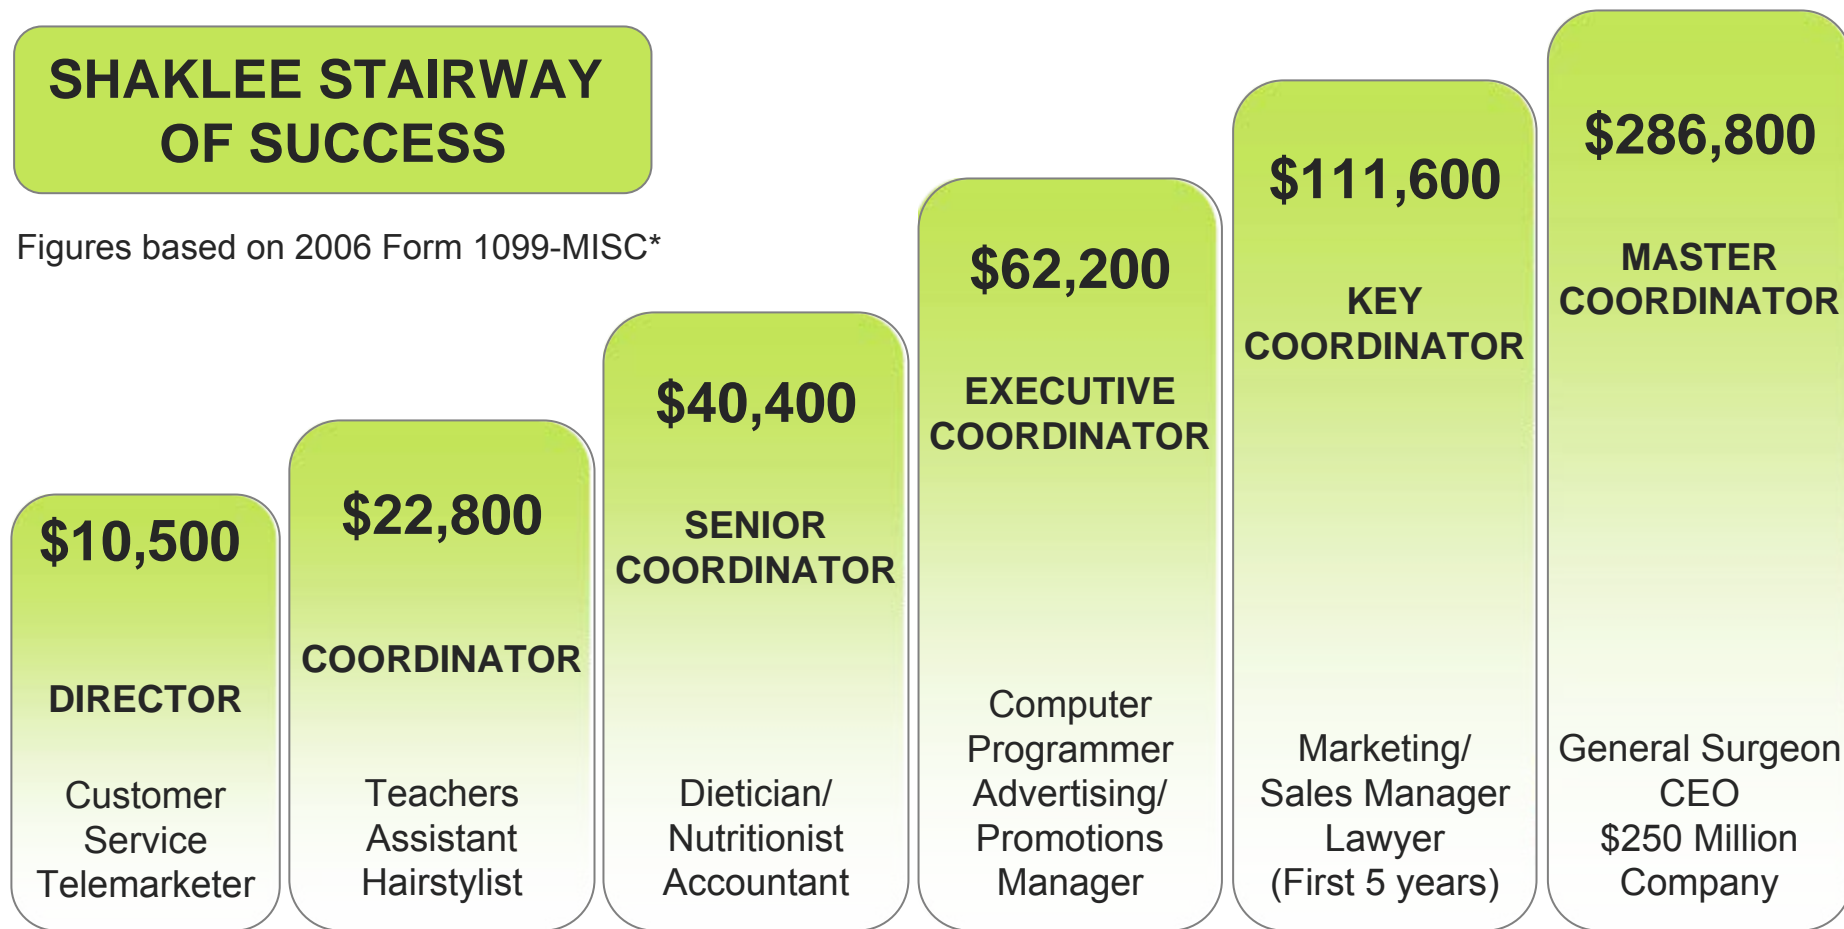 SHAKLEE STAIRWAY
OF SUCCESS
Figures based on 2006 Form 1099-MISC*
$10,500
DIRECTOR
Customer
Service
Telemarketer
$22,800
COORDINATOR
Teachers
Assistant
Hairstylist
$40,400
SENIOR
COORDINATOR
Dietician/
Nutritionist
Accountant
$62,200
EXECUTIVE
COORDINATOR
Computer
Programmer
Advertising/
Promotions
Manager
$111,600
KEY
COORDINATOR
Marketing/
Sales Manager
Lawyer
(First 5 years)
$286,800
MASTER
COORDINATOR
General Surgeon
CEO
$250 Million
Company